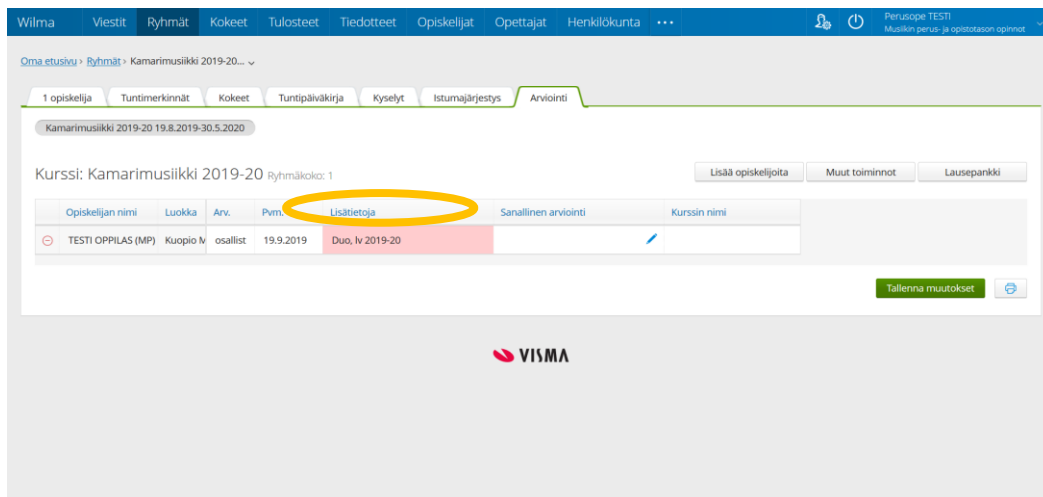 Wilma Viestit Ryhmät Kokeet Tulosteet Tiedotteet Opiskelijat Opettajat Henkilökunta ••• Perusope TESTI
Musiikin perus- ja opistotason opinnot
Oma etusivu › Ryhmät › Kamarimusiikki 2019-20...
1 opiskelija Tuntimerkinnät Kokeet Tuntipäiväkirja Kyselyt Istumajärjestys Arviointi
Kamarimusiikki 2019-20 19.8.2019-30.5.2020
Kurssi: Kamarimusiikki 2019-20 Ryhmäkoko: 1 Lisää opiskelijoita Muut toiminnot Lausepankki
Opiskelijan nimi Luokka Arv. Pvm. Lisätietoja Sanallinen arviointi Kurssin nimi
TESTI OPPILAS (MP) Kuopio M osallist 19.9.2019 Duo, lv 2019-20
Tallenna muutokset
VISMA